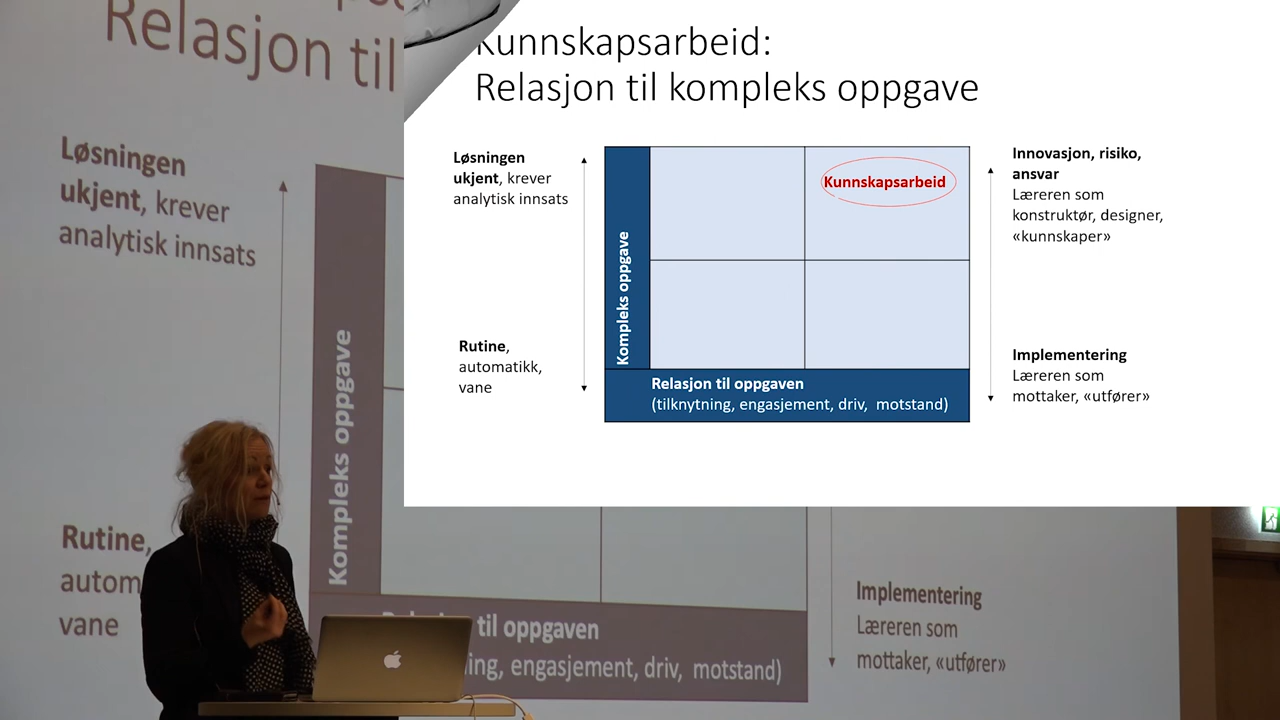 Relasjon til
Løsningen
ukjent, krever
analytisk innsats
Kompleks oppgave
Rutine,
autom
vane
til oppgaven
ing, engasjement, driv, motstand)
Implementering
Læreren som
mottaker, «utfører»
Kunnskapsarbeid:
Relasjon til kompleks oppgave
Løsningen
ukjent, krever
analytisk innsats
Rutine,
automatikk,
vane
Kompleks oppgave
Kunnskapsarbeid
Relasjon til oppgaven
(tilknytning, engasjement, driv, motstand)
Innovasjon, risiko,
ansvar
Læreren som
konstruktør, designer,
«kunnskaper»
Implementering
Læreren som
mottaker, «utfører»